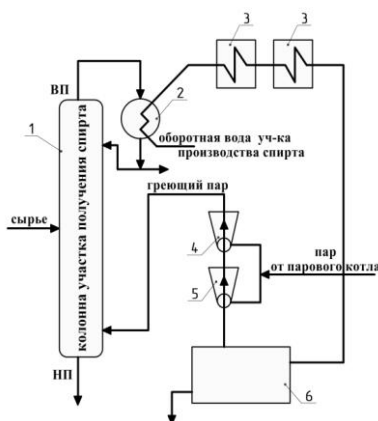 3
3
ВП
2
1
оборотная вода уч-ка
производства спирта
колонна участка получения спирта
греющий пар
сырье
4
пар
от парового котла
5
НП
6